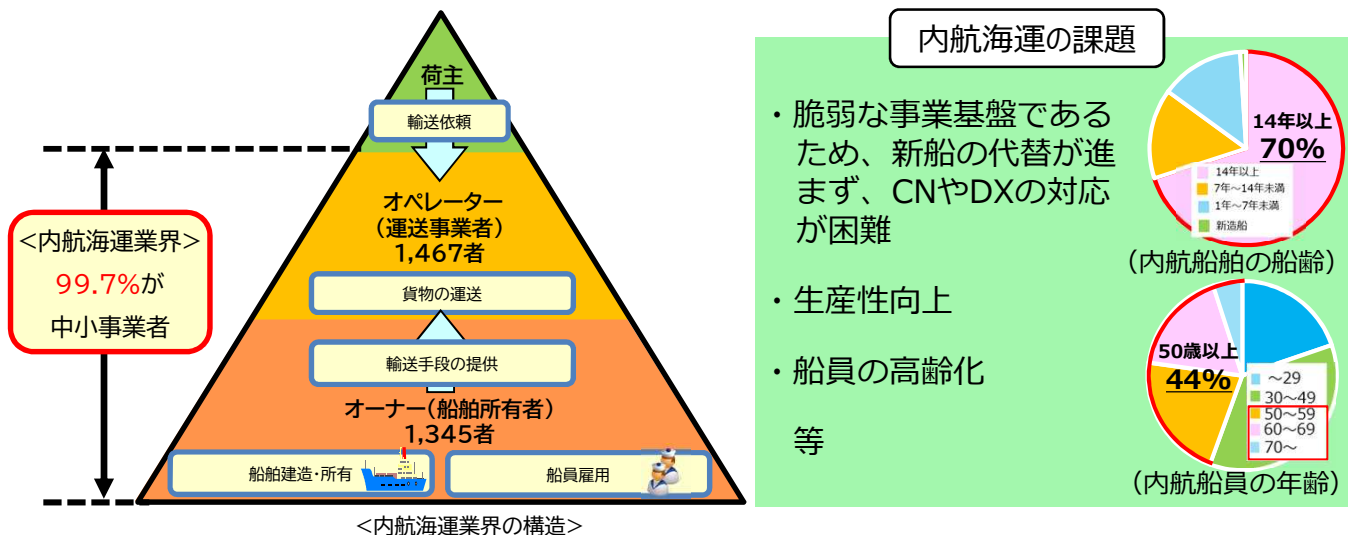 荷主
輸送依頼
オペレーター
(運送事業者)
1,467者
貨物の運送
輸送手段の提供
オーナー(船舶所有者)
1,345者
船舶建造・所有
船員雇用
<内航海運業界>
99.7%が
中小事業者
<内航海運業界の構造>
内航海運の課題
・脆弱な事業基盤である
ため、新船の代替が進
まず、CNやDXの対応
が困難
・生産性向上
・船員の高齢化
等
14年以上
70%
14年以上
7年～14年未満
1年～7年未満
新造船
(内航船舶の船齢)
50歳以上
44%
～29
30～49
50～59
60～69
70～
(内航船員の年齢)